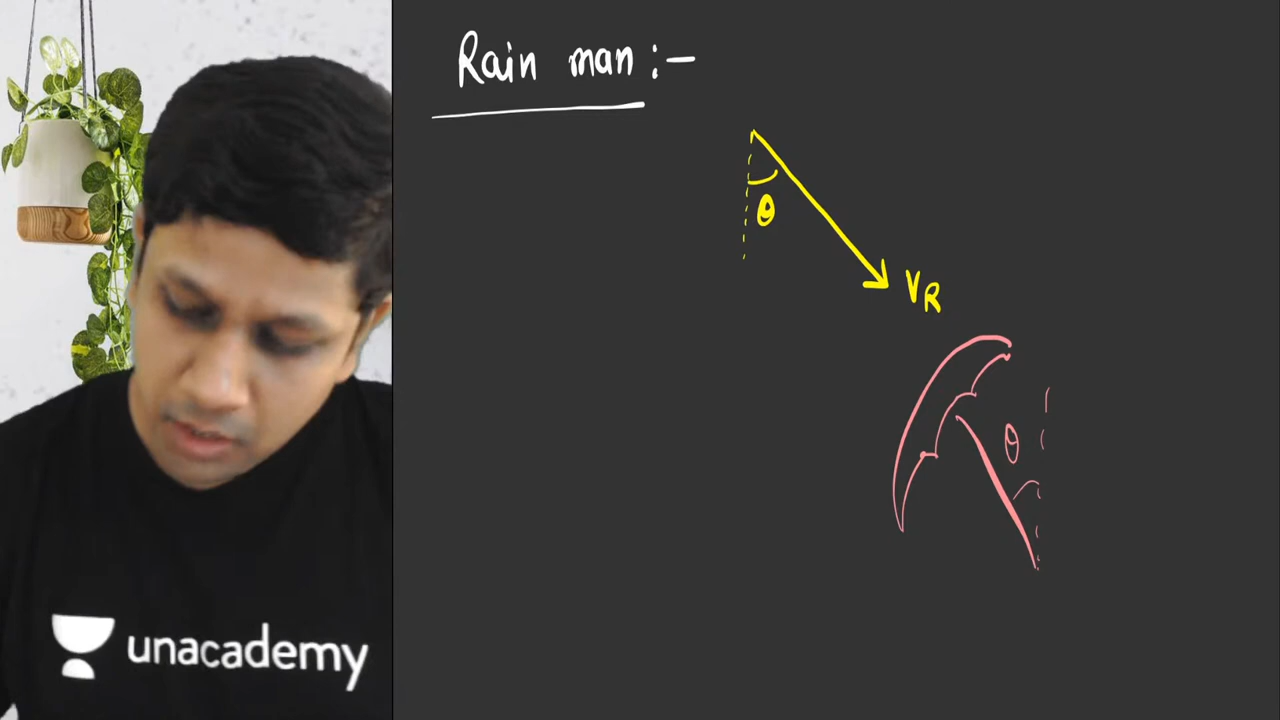 Rain man :-
θ
VR
θ
unacademy